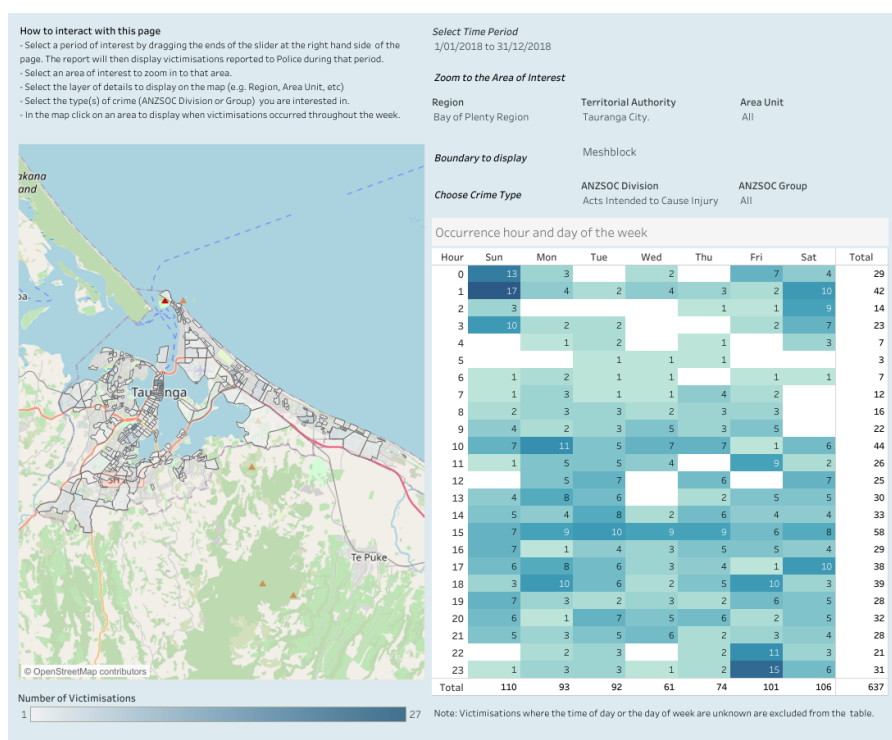 How to interact with this page
- Select a period of interest by dragging the ends of the slider at the right hand side of the
page. The report will then display victimisations reported to Police during that period.
- Select an area of interest to zoom in to that area.
- Select the layer of details to display on the map (e.g. Region, Area Unit, etc)
- Select the type(s) of crime (ANZSOC Division or Group) you are interested in.
- In the map click on an area to display when victimisations occurred throughout the week.
Select Time Period
1/01/2018 to 31/12/2018
Zoom to the Area of Interest
Region Territorial Authority Area Unit
Bay of Plenty Region Tauranga City. All
Boundary to display Meshblock
ANZSOC Division ANZSOC Group
Choose Crime Type
Acts Intended to Cause Injury All
akana
and
Tauranga
SH
Te Puke
© OpenStreetMap contributors
Number of Victimisations
1 27
Occurrence hour and day of the week
Hour Sun Mon Tue Wed Thu Fri Sat Total
0 13 3 2 7 4 29
1 17 4 2 4 3 2 10 42
2 3 1 1 9 14
3 10 2 2 2 7 23
4 1 2 1 3 7
5 1 1 1 3
6 1 2 1 1 1 1 7
7 1 3 1 1 4 2 12
8 2 3 3 2 3 3 16
9 4 2 3 5 3 5 22
10 7 11 5 7 7 1 6 44
11 1 5 5 4 9 2 26
12 5 7 6 7 25
13 4 8 6 2 5 5 30
14 5 4 8 2 6 4 4 33
15 7 9 10 9 9 6 8 58
16 7 1 4 3 5 5 4 29
17 6 8 6 3 4 1 10 38
18 3 10 6 2 5 10 3 39
19 7 3 2 3 2 6 5 28
20 6 1 7 5 6 2 5 32
21 5 3 5 6 2 3 4 28
22 2 3 2 11 3 21
23 1 3 3 1 2 15 6 31
Total 110 93 92 61 74 101 106 637
Note: Victimisations where the time of day or the day of week are unknown are excluded from the table.